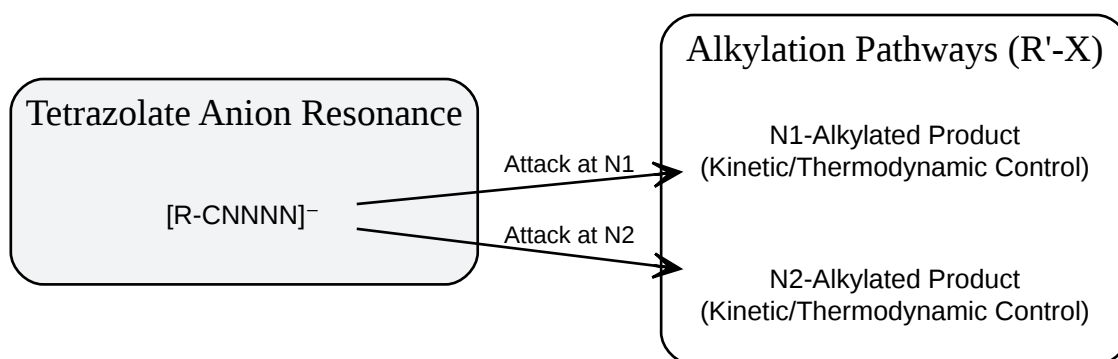 Alkylation Pathways (R'-X)
Tetrazolate Anion Resonance
N1-Alkylated Product
(Kinetic/Thermodynamic Control)
Attack at N1
[R-CNNNN]⁻
Attack at N2
N2-Alkylated Product
(Kinetic/Thermodynamic Control)